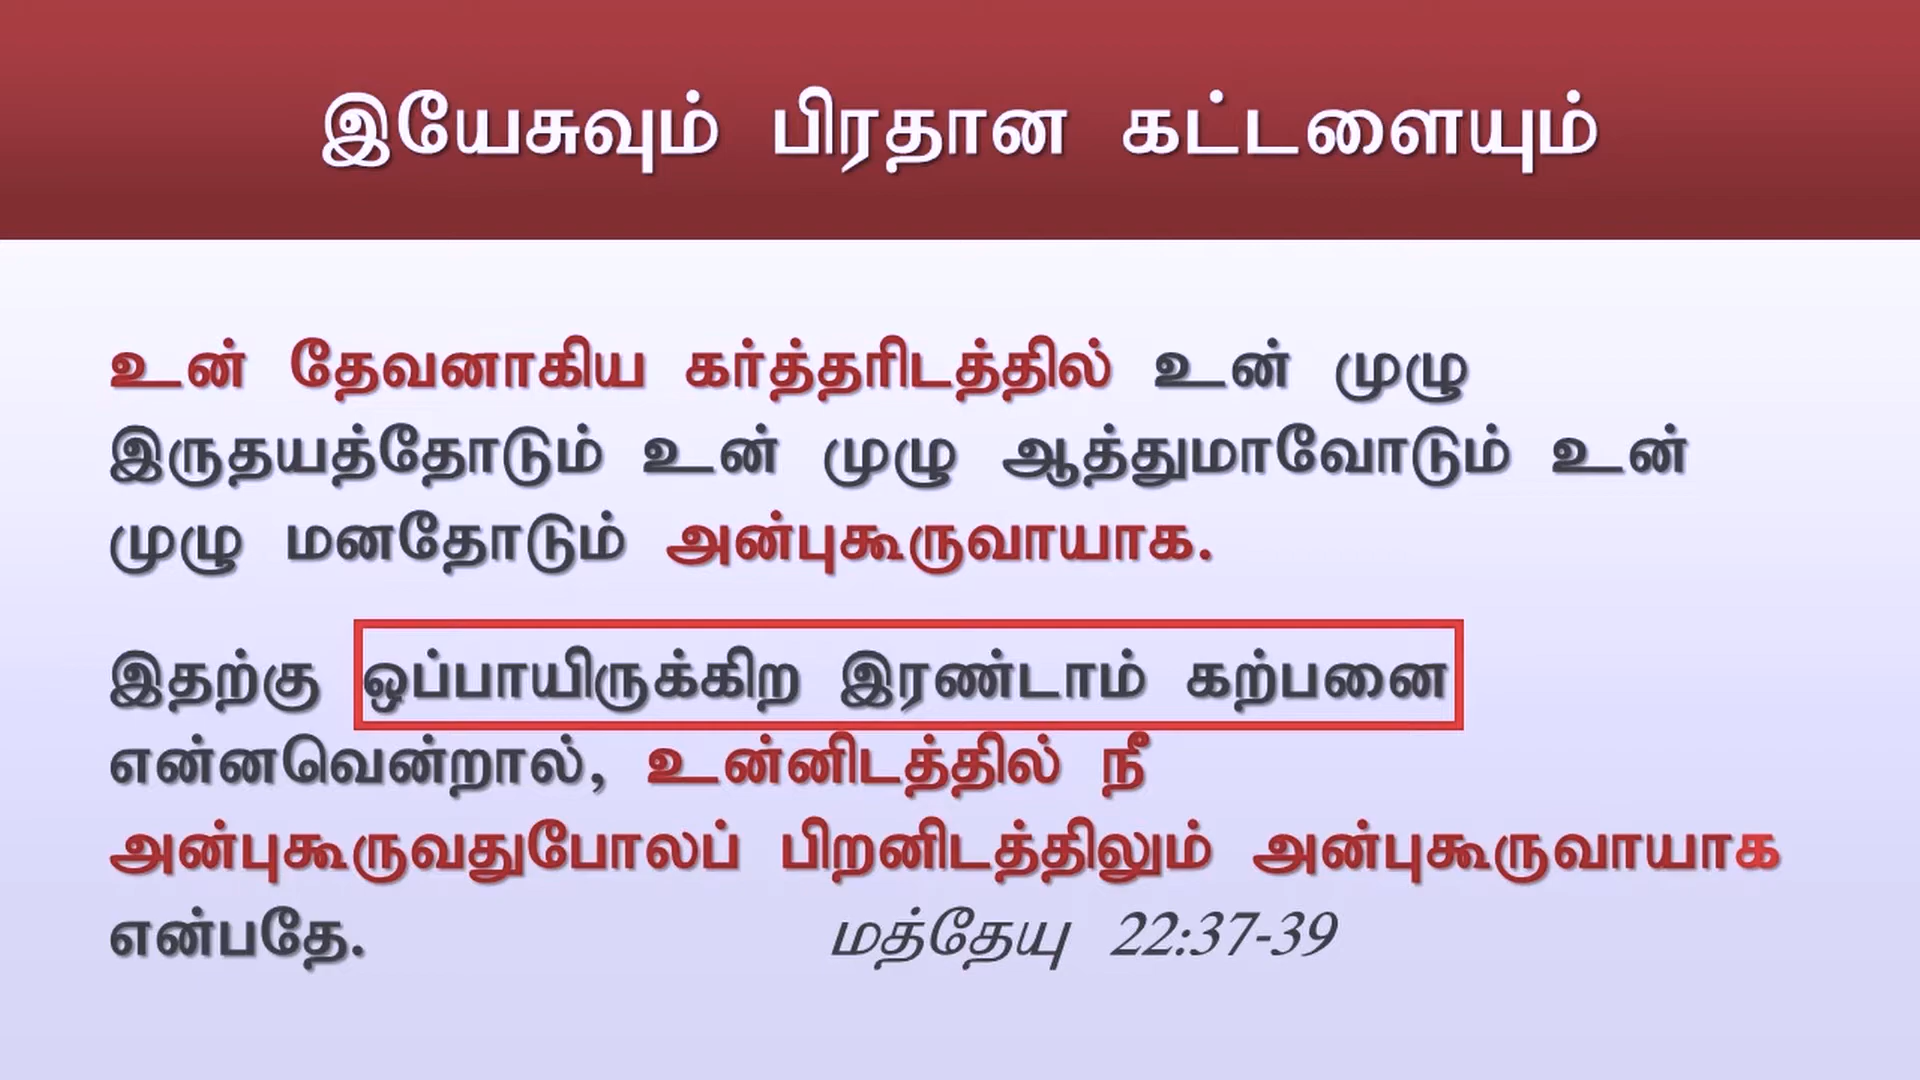 இயேசுவும் பிரதான கட்டளையும்
உன் தேவனாகிய கர்த்தரிடத்தில் உன் முழு
இருதயத்தோடும் உன் முழு ஆத்துமாவோடும் உன்
முழு மனதோடும் அன்புகூருவாயாக.
இதற்கு ஒப்பாயிருக்கிற இரண்டாம் கற்பனை
என்னவென்றால், உன்னிடத்தில் நீ
அன்புகூருவதுபோலப் பிறனிடத்திலும் அன்புகூருவாயாக
என்பதே. மத்தேயு 22:37-39